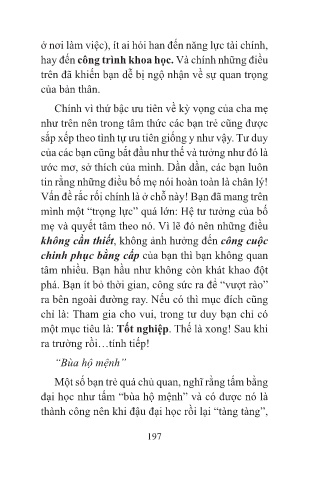 ở nơi làm việc), ít ai hỏi han đến năng lực tài chính,
hay đến công trình khoa học. Và chính những điều
trên đã khiến bạn dễ bị ngộ nhận về sự quan trọng
của bản thân.
Chính vì thứ bậc ưu tiên về kỳ vọng của cha mẹ
như trên nên trong tâm thức các bạn trẻ cũng được
sắp xếp theo tính tự ưu tiên giống y như vậy. Tư duy
của các bạn cũng bắt đầu như thế và tưởng như đó là
ước mơ, sở thích của mình. Dần dần, các bạn luôn
tin rằng những điều bố mẹ nói hoàn toàn là chân lý!
Vấn đề rắc rối chính là ở chỗ này! Bạn đã mang trên
mình một “trọng lực” quá lớn: Hệ tư tưởng của bố
mẹ và quyết tâm theo nó. Vì lẽ đó nên những điều
không cần thiết, không ảnh hưởng đến công cuộc
chinh phục bằng cấp của bạn thì bạn không quan
tâm nhiều. Bạn hầu như không còn khát khao đột
phá. Bạn ít bỏ thời gian, công sức ra để “vượt rào”
ra bên ngoài đường ray. Nếu có thì mục đích cũng
chỉ là: Tham gia cho vui, trong tư duy bạn chỉ có
một mục tiêu là: Tốt nghiệp. Thế là xong! Sau khi
ra trường rồi…tính tiếp!
“Bùa hộ mệnh”
Một số bạn trẻ quá chủ quan, nghĩ rằng tấm bằng
đại học như tấm “bùa hộ mệnh” và có được nó là
thành công nên khi đậu đại học rồi lại “tàng tàng”,
197